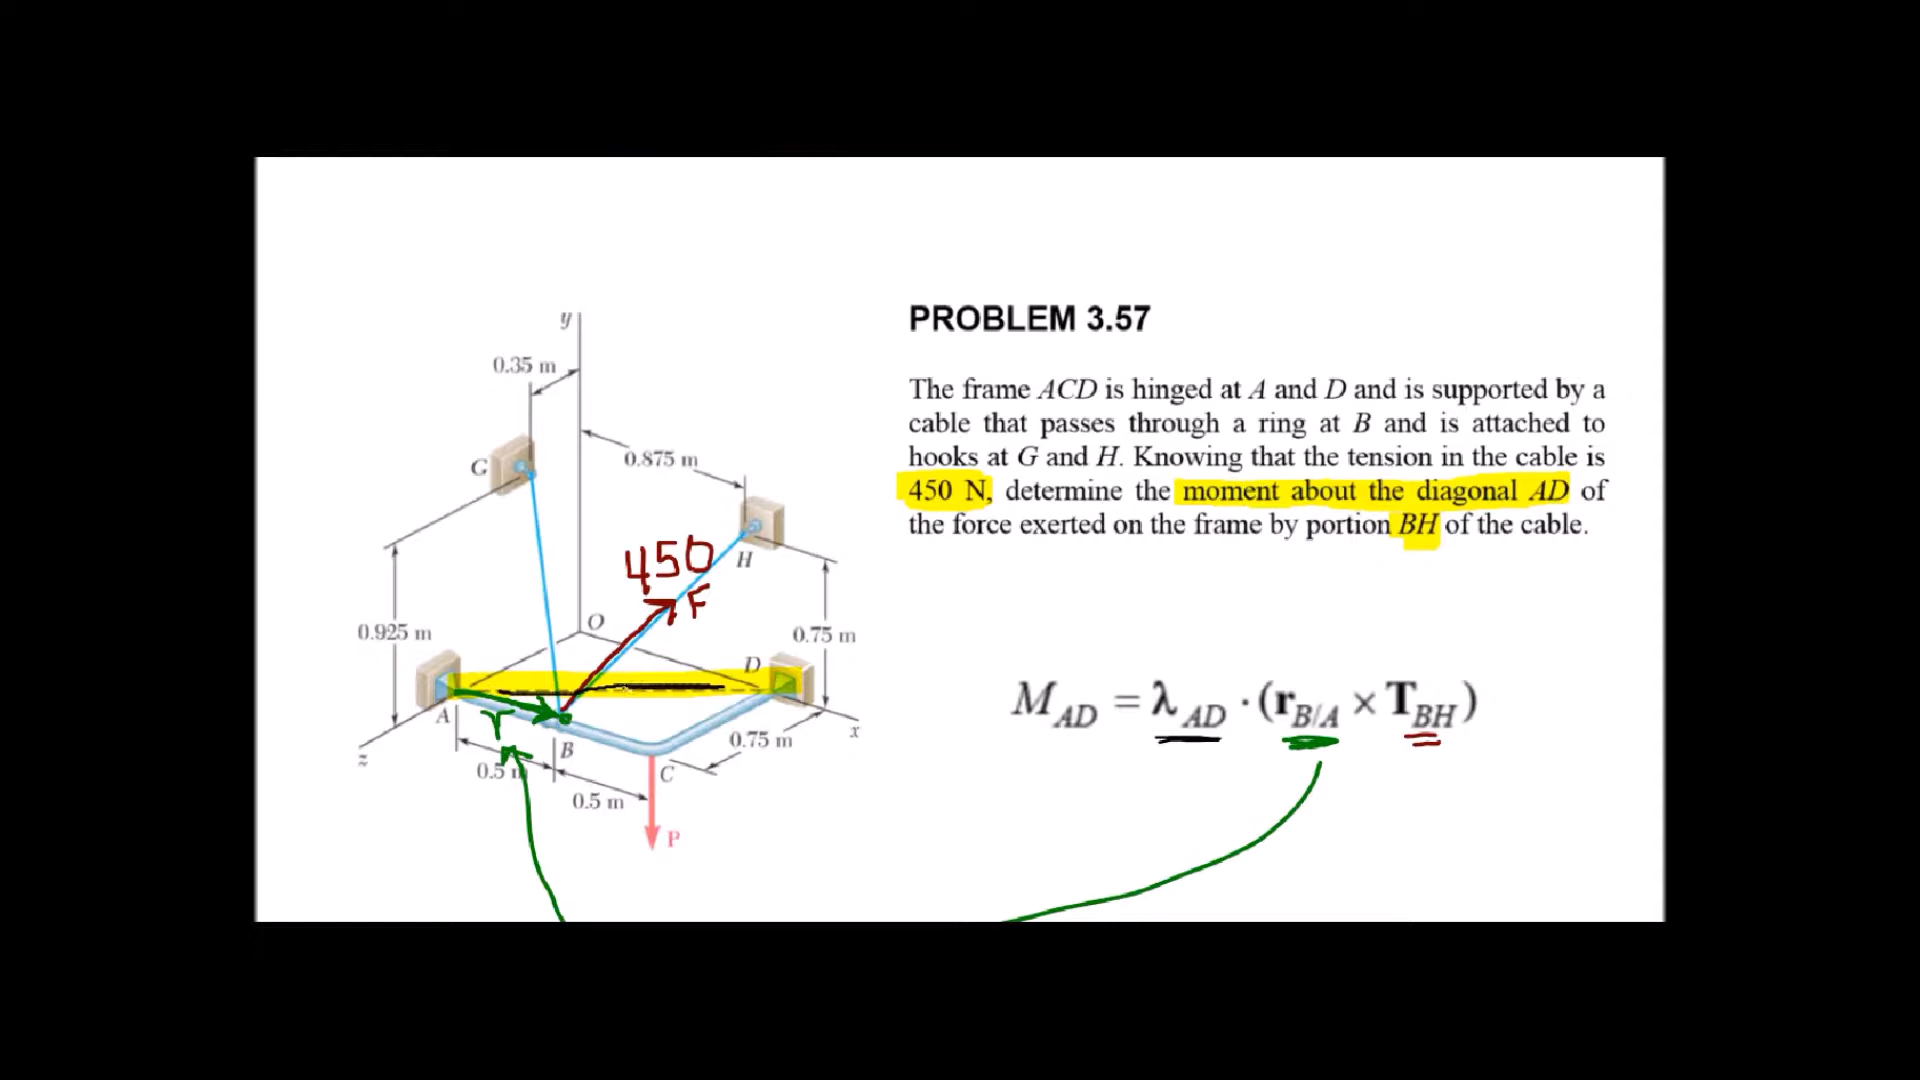 PROBLEM 3.57
The frame ACD is hinged at A and D and is supported by a
cable that passes through a ring at B and is attached to
hooks at G and H. Knowing that the tension in the cable is
450 N, determine the moment about the diagonal AD of
the force exerted on the frame by portion BH of the cable.
M_AD = λ_AD · (r_B/A × T_BH)
y
0.35 m
G
0.875 m
H
450
F
O
0.925 m
0.75 m
D
A
r
x
z
B
0.75 m
0.5 m
C
0.5 m
P